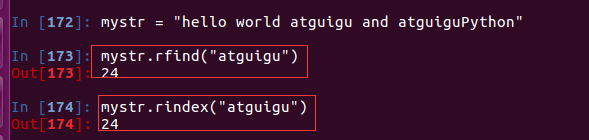 In [172]: mystr = "hello world atguigu and atguiguPython"
In [173]: mystr.rfind("atguigu")
Out[173]: 24
In [174]: mystr.rindex("atguigu")
Out[174]: 24